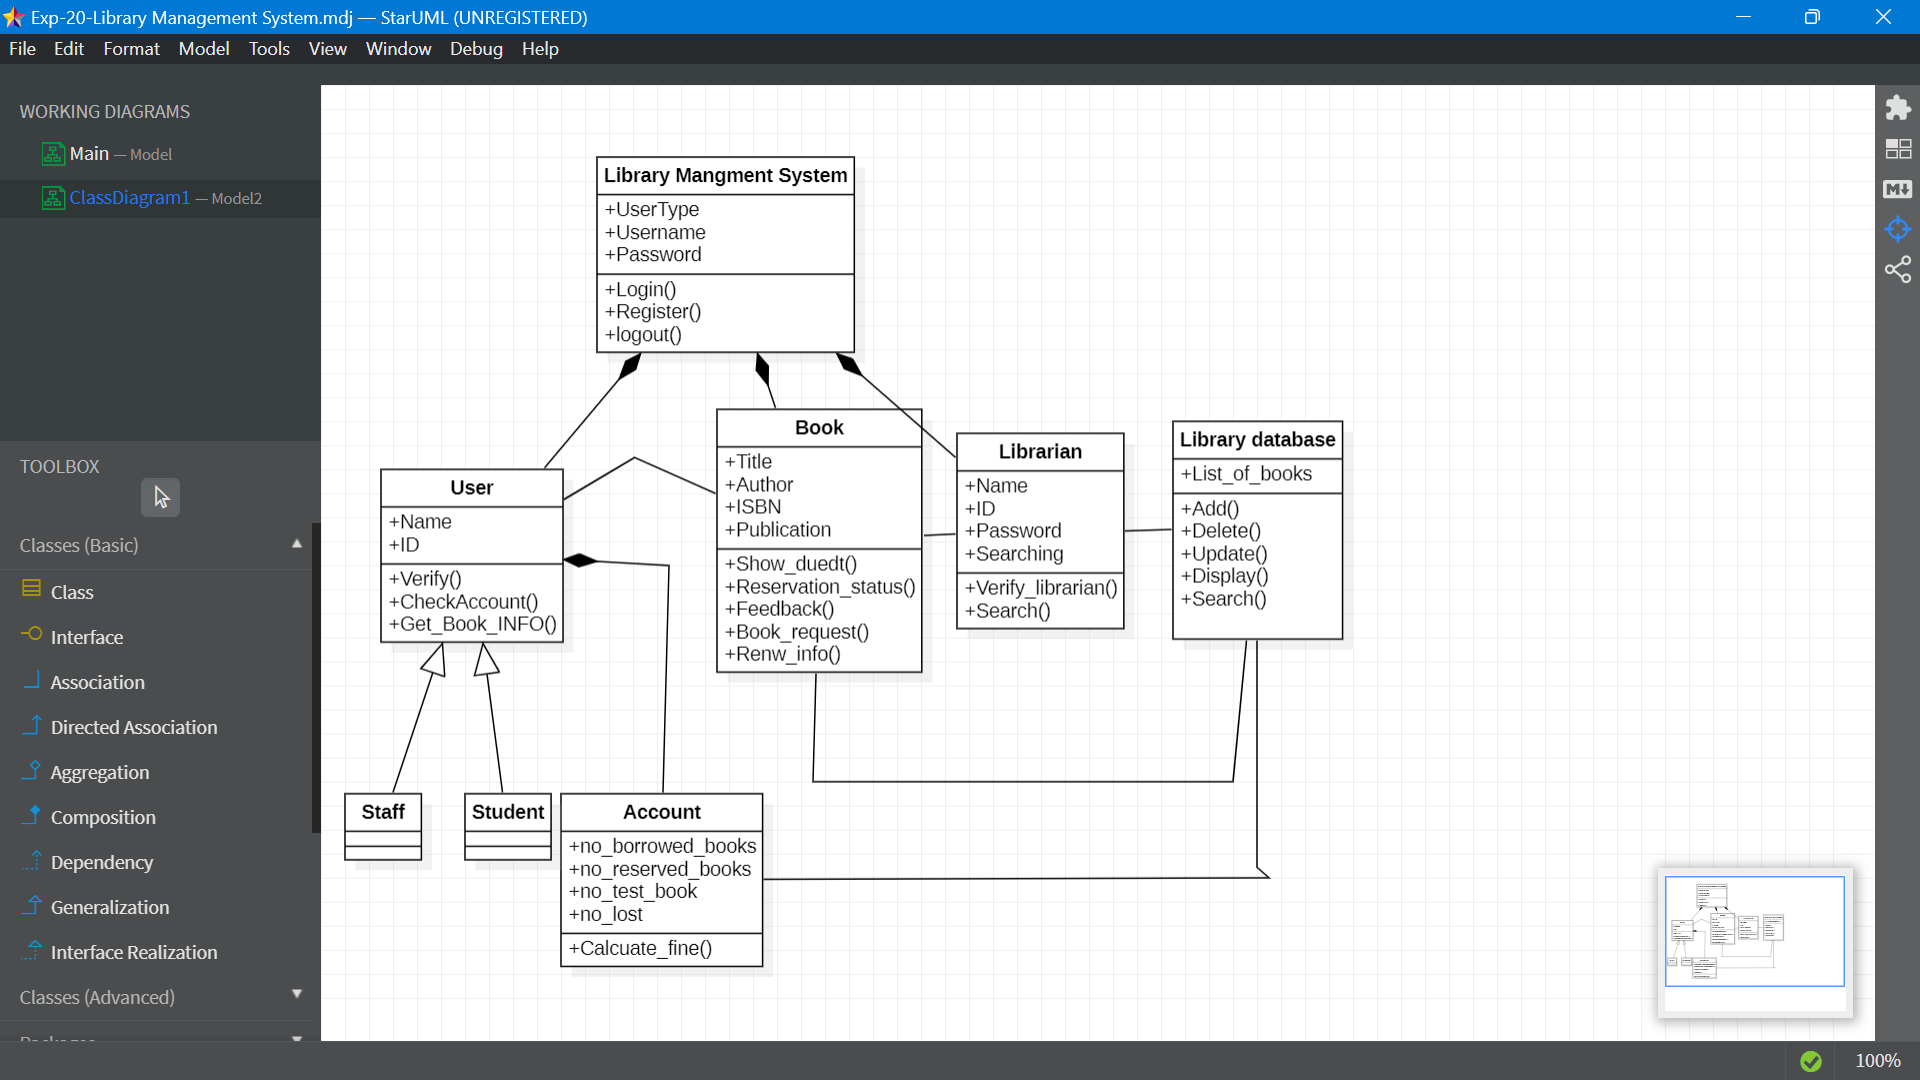 Exp-20-Library Management System.mdj — StarUML (UNREGISTERED)
File Edit Format Model Tools View Window Debug Help
WORKING DIAGRAMS
Main — Model
ClassDiagram1 — Model2
TOOLBOX
Classes (Basic)
Class
Interface
Association
Directed Association
Aggregation
Composition
Dependency
Generalization
Interface Realization
Classes (Advanced)
Library Mangment System
+UserType
+Username
+Password
+Login()
+Register()
+logout()
User
+Name
+ID
+Verify()
+CheckAccount()
+Get_Book_INFO()
Book
+Title
+Author
+ISBN
+Publication
+Show_duedt()
+Reservation_status()
+Feedback()
+Book_request()
+Renw_info()
Librarian
+Name
+ID
+Password
+Searching
+Verify_librarian()
+Search()
Library database
+List_of_books
+Add()
+Delete()
+Update()
+Display()
+Search()
Staff
Student
Account
+no_borrowed_books
+no_reserved_books
+no_test_book
+no_lost
+Calcuate_fine()
100%